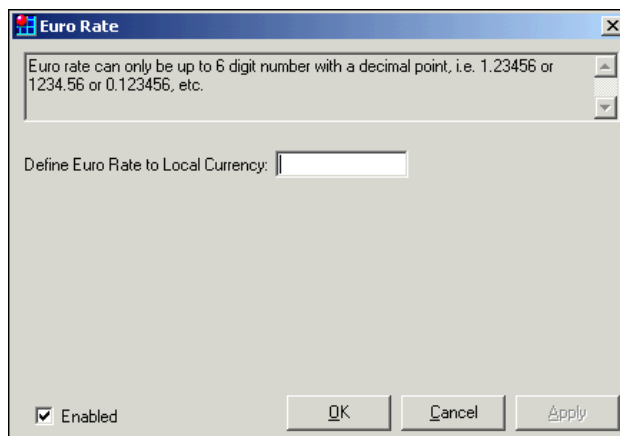 Euro Rate
Euro rate can only be up to 6 digit number with a decimal point, i.e. 1.23456 or
1234.56 or 0.123456, etc.
Define Euro Rate to Local Currency:
Enabled
OK
Cancel
Apply